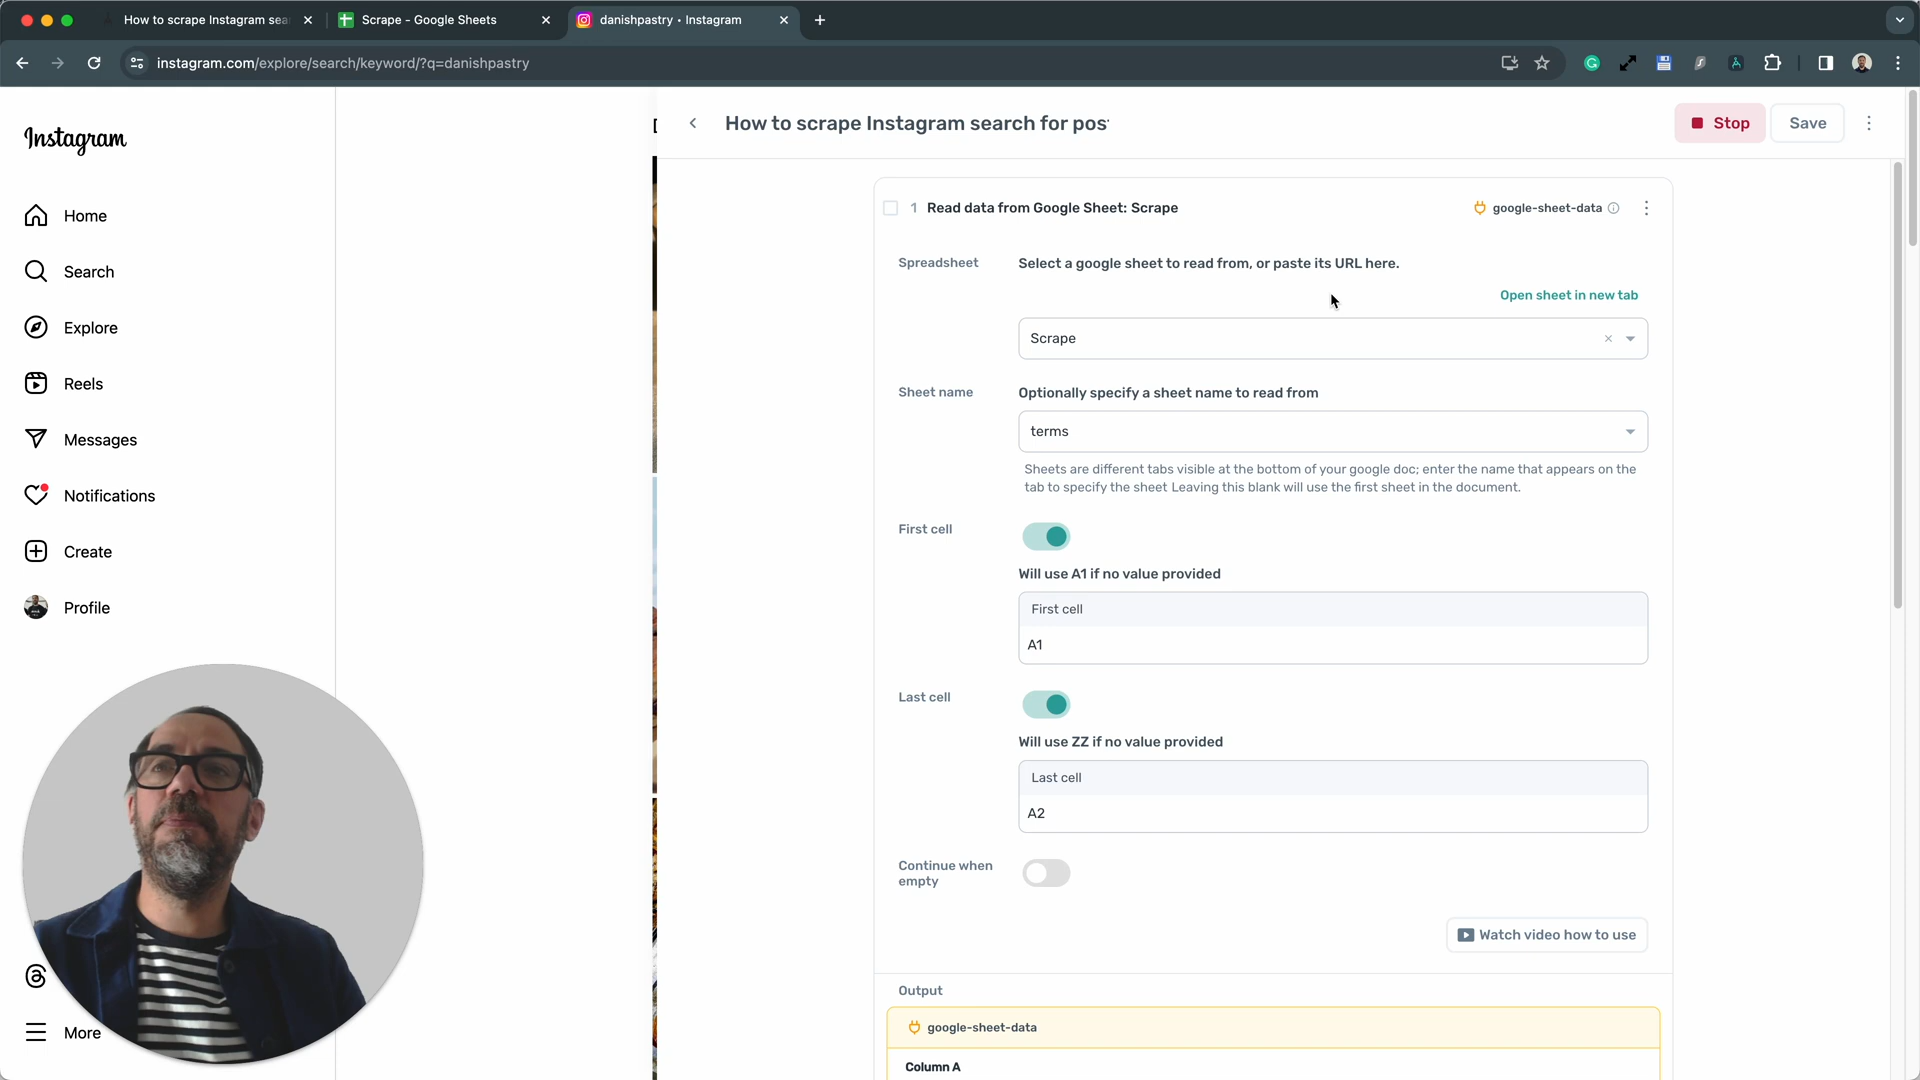 How to scrape Instagram sea
Scrape - Google Sheets
danishpastry • Instagram
instagram.com/explore/search/keyword/?q=danishpastry
Instagram
Home
Search
Explore
Reels
Messages
Notifications
Create
Profile
More
How to scrape Instagram search for pos
Stop
Save
1 Read data from Google Sheet: Scrape
google-sheet-data
Spreadsheet
Select a google sheet to read from, or paste its URL here.
Open sheet in new tab
Scrape
Sheet name
Optionally specify a sheet name to read from
terms
Sheets are different tabs visible at the bottom of your google doc; enter the name that appears on the
tab to specify the sheet Leaving this blank will use the first sheet in the document.
First cell
Will use A1 if no value provided
First cell
A1
Last cell
Will use ZZ if no value provided
Last cell
A2
Continue when
empty
Watch video how to use
Output
google-sheet-data
Column A